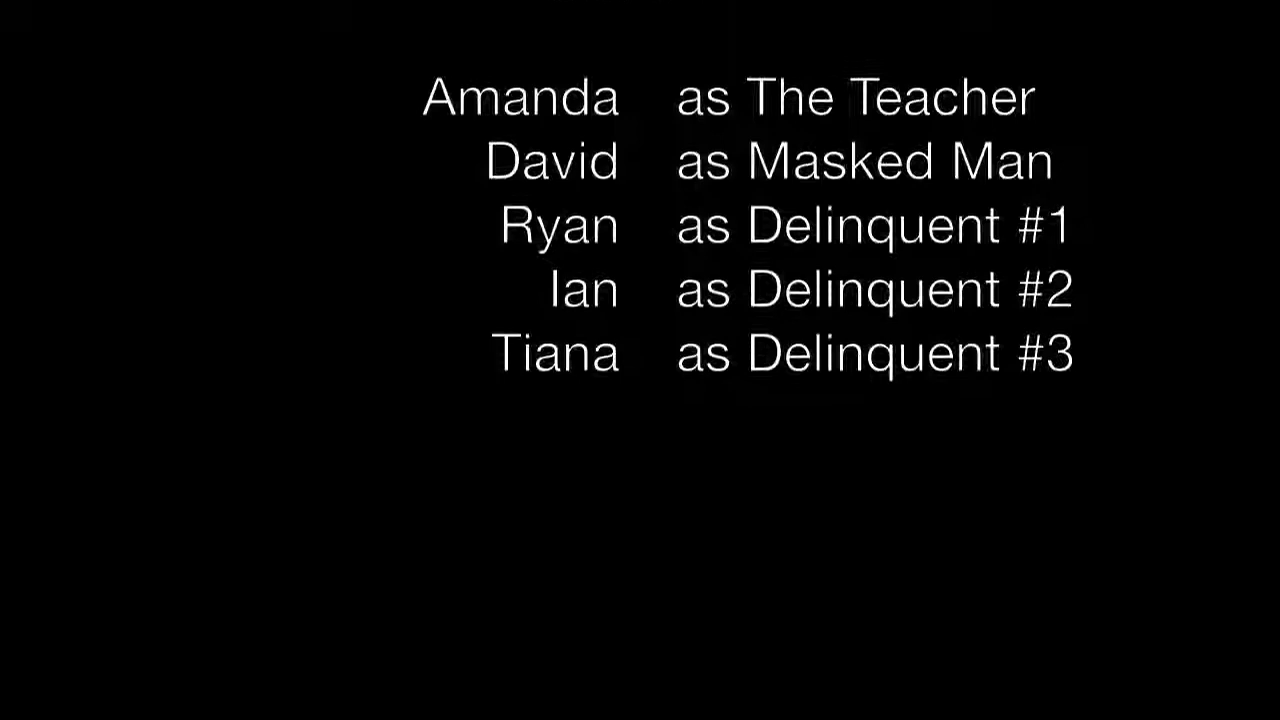 Amanda as The Teacher
David as Masked Man
Ryan as Delinquent #1
Ian as Delinquent #2
Tiana as Delinquent #3